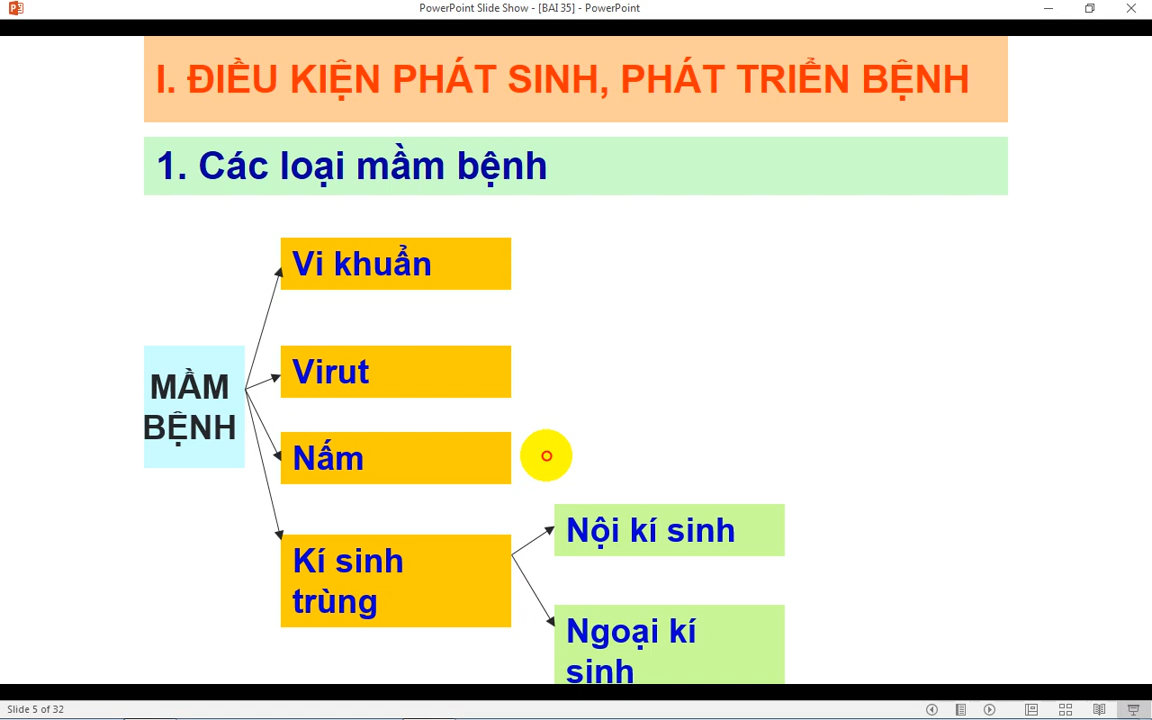 PowerPoint Slide Show - [BAI 35] - PowerPoint
I. ĐIỀU KIỆN PHÁT SINH, PHÁT TRIỂN BỆNH
1. Các loại mầm bệnh
Vi khuẩn
Virut
MẦM
BỆNH
Nấm
Nội kí sinh
Kí sinh
trùng
Ngoại kí
sinh
Slide 5 of 32